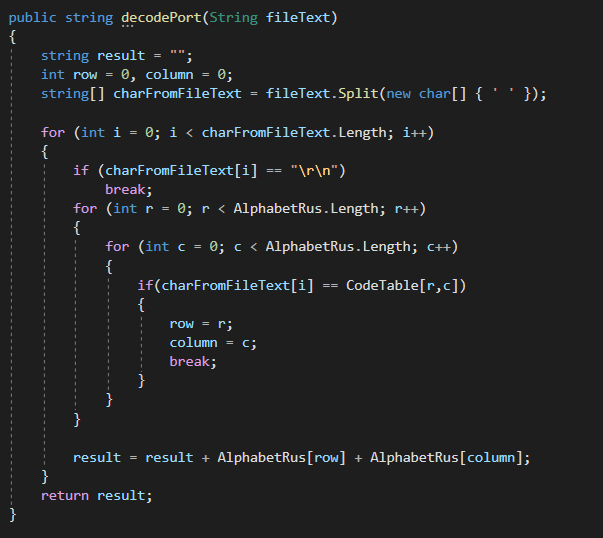 public string decodePort(String fileText)
{
string result = "";
int row = 0, column = 0;
string[] charFromFileText = fileText.Split(new char[] { ' ' });
for (int i = 0; i < charFromFileText.Length; i++)
{
if (charFromFileText[i] == "\r\n")
break;
for (int r = 0; r < AlphabetRus.Length; r++)
{
for (int c = 0; c < AlphabetRus.Length; c++)
{
if(charFromFileText[i] == CodeTable[r,c])
{
row = r;
column = c;
break;
}
}
}
result = result + AlphabetRus[row] + AlphabetRus[column];
}
return result;
}